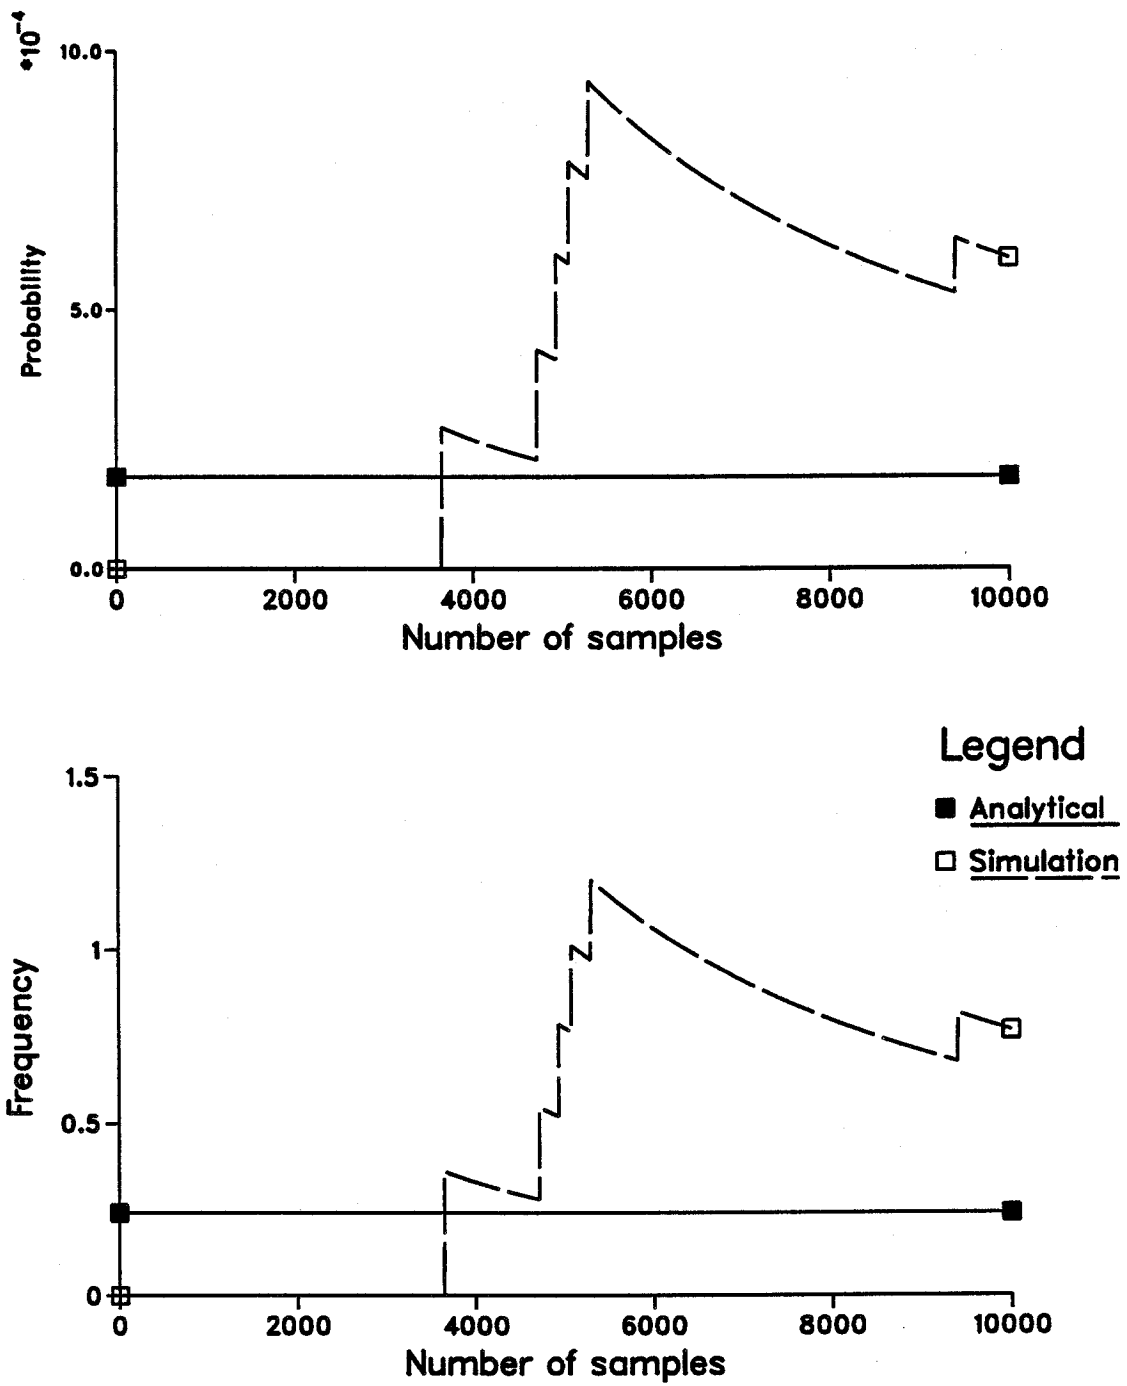 *10⁻⁴
10.0
5.0
0.0
Probability
0 2000 4000 6000 8000 10000
Number of samples
Legend
Analytical
Simulation
1.5
1
0.5
0
Frequency
0 2000 4000 6000 8000 10000
Number of samples